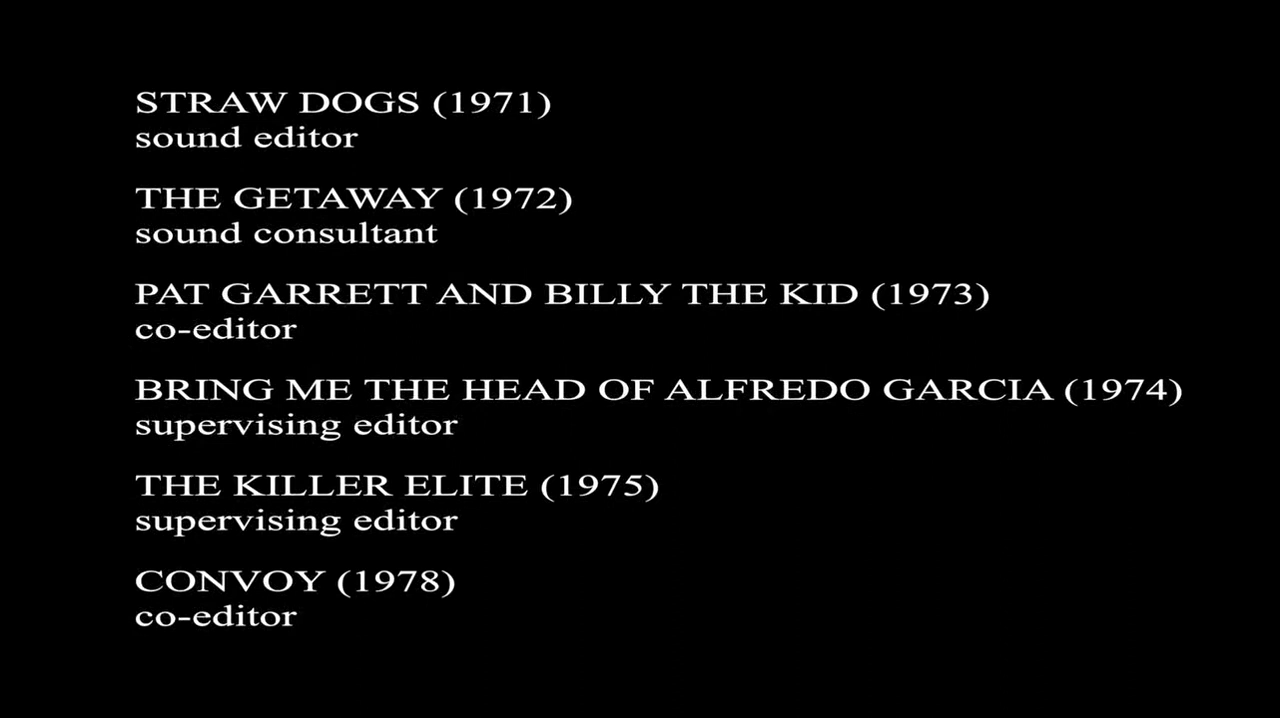 STRAW DOGS (1971)
sound editor
THE GETAWAY (1972)
sound consultant
PAT GARRETT AND BILLY THE KID (1973)
co-editor
BRING ME THE HEAD OF ALFREDO GARCIA (1974)
supervising editor
THE KILLER ELITE (1975)
supervising editor
CONVOY (1978)
co-editor